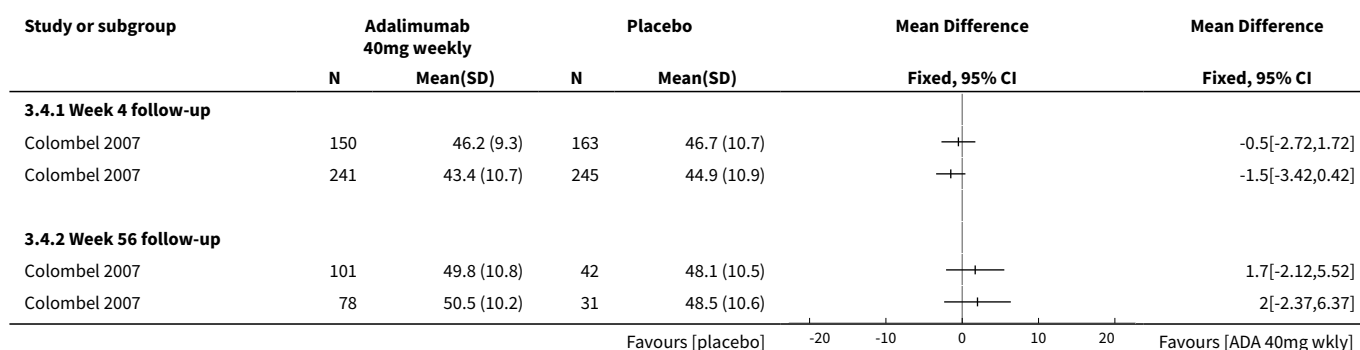 Study or subgroup Adalimumab 40mg weekly Placebo Mean Difference Mean Difference
N Mean(SD) N Mean(SD) Fixed, 95% CI Fixed, 95% CI
3.4.1 Week 4 follow-up
Colombel 2007 150 46.2 (9.3) 163 46.7 (10.7) -0.5[-2.72,1.72]
Colombel 2007 241 43.4 (10.7) 245 44.9 (10.9) -1.5[-3.42,0.42]
3.4.2 Week 56 follow-up
Colombel 2007 101 49.8 (10.8) 42 48.1 (10.5) 1.7[-2.12,5.52]
Colombel 2007 78 50.5 (10.2) 31 48.5 (10.6) 2[-2.37,6.37]
Favours [placebo] -20 -10 0 10 20 Favours [ADA 40mg wkly]